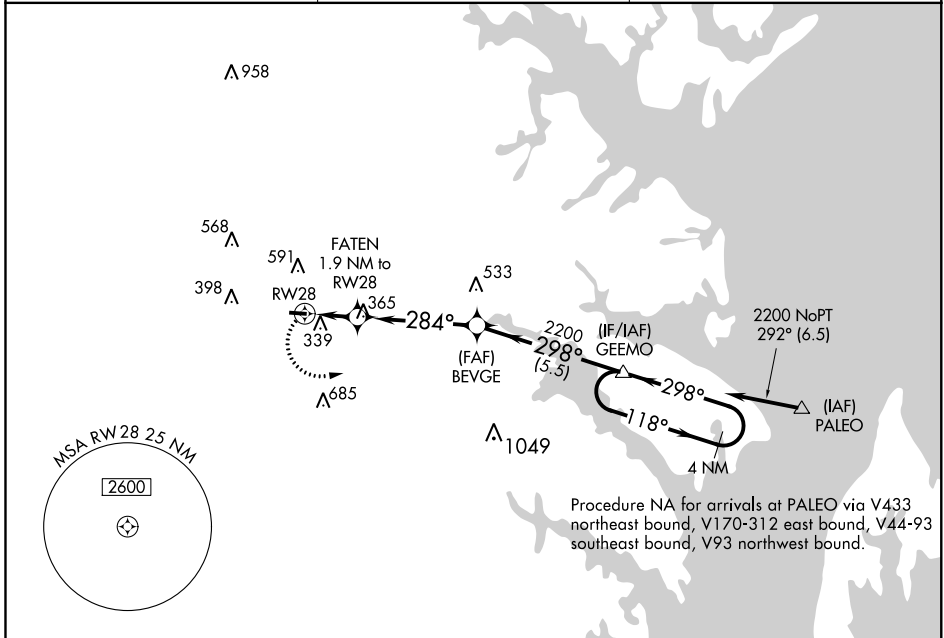 958
568
591
398
RW28
339
FATEN
1.9 NM to
RW28
365
284°
533
(FAF)
BEVGE
2200
298°
(5.5)
(IF/IAF)
GEEMO
298°
118°
4 NM
2200 NoPT
292° (6.5)
(IAF)
PALEO
685
1049
MSA RW 28 25 NM
2600
Procedure NA for arrivals at PALEO via V433
northeast bound, V170-312 east bound, V44-93
southeast bound, V93 northwest bound.